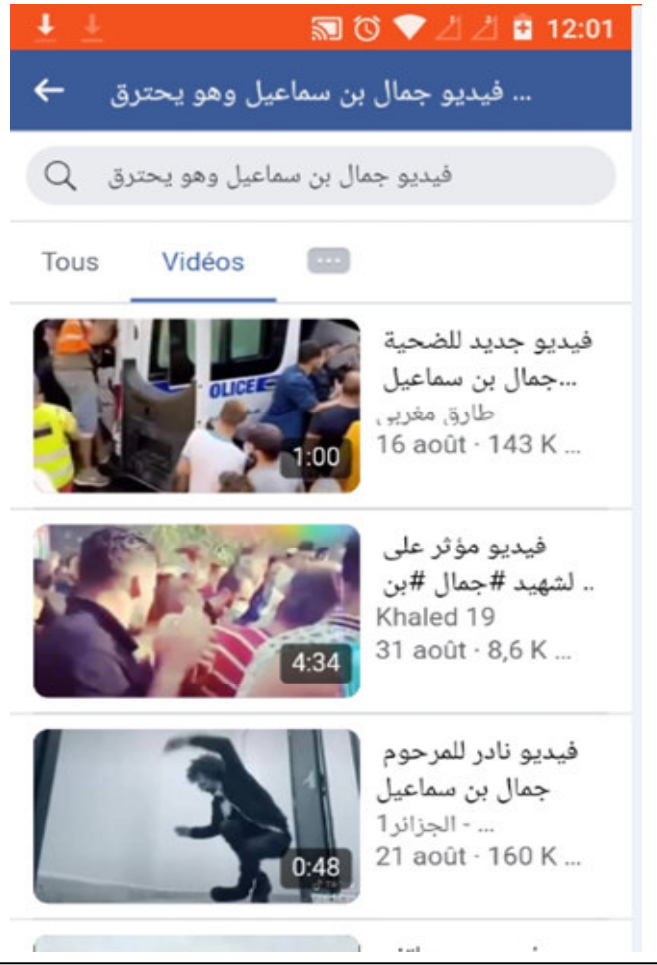 12:01
فيديو جمال بن سماعيل وهو يحترق ...
فيديو جمال بن سماعيل وهو يحترق
Tous Vidéos
فيديو جديد للضحية
جمال بن سماعيل...
طارق مغربي
16 août · 143 K ...
OLICE
1:00
فيديو مؤثر على
لشهيد #جمال #بن ..
Khaled 19
31 août · 8,6 K ...
4:34
فيديو نادر للمرحوم
جمال بن سماعيل
الجزائر1 - ...
21 août · 160 K ...
0:48